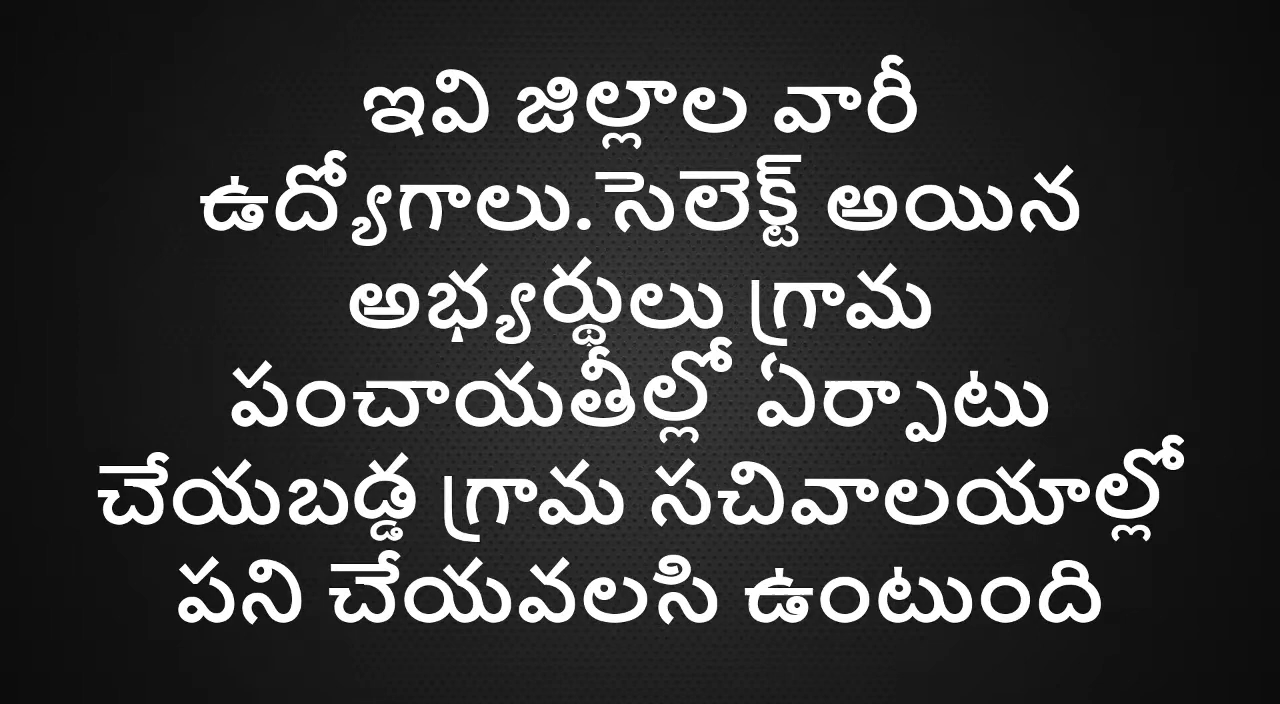 ఇవి జిల్లాల వారీ
ఉద్యోగాలు. సెలెక్ట్ అయిన
అభ్యర్థులు గ్రామ
పంచాయతీల్లో ఏర్పాటు
చేయబడ్డ గ్రామ సచివాలయాల్లో
పని చేయవలసి ఉంటుంది